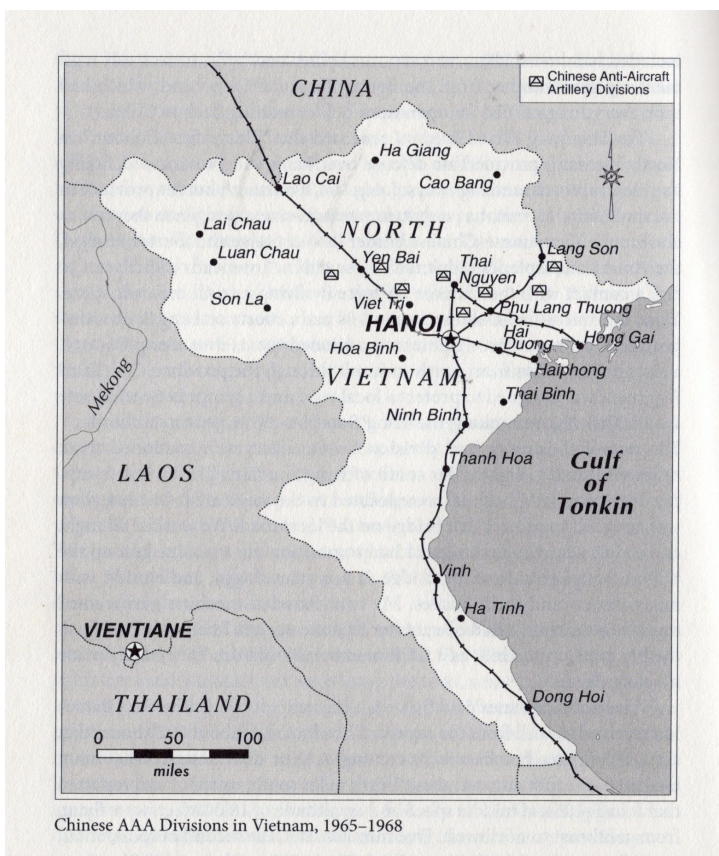 CHINA
Chinese Anti-Aircraft
Artillery Divisions
Ha Giang
Lao Cai
Cao Bang
NORTH
Lai Chau
Luan Chau
Lang Son
Yen Bai
Thai
Nguyen
Son La
Viet Tri
Phu Lang Thuong
HANOI
Hai
Duong
Hong Gai
Hoa Binh
Haiphong
VIETNAM
Thai Binh
Mekong
Ninh Binh
Thanh Hoa
LAOS
Gulf
of
Tonkin
Vinh
Ha Tinh
VIENTIANE
Dong Hoi
THAILAND
0 50 100
miles
Chinese AAA Divisions in Vietnam, 1965–1968